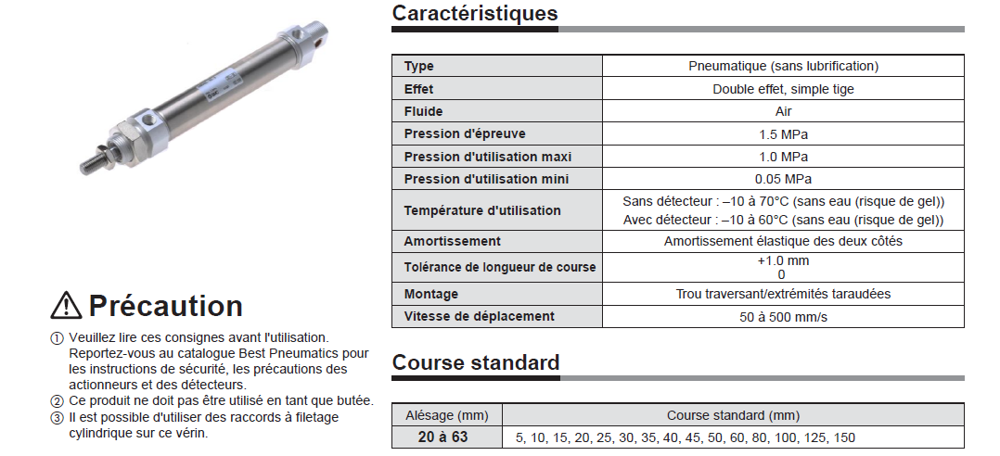 Caractéristiques
Type Pneumatique (sans lubrification)
Effet Double effet, simple tige
Fluide Air
Pression d'épreuve 1.5 MPa
Pression d'utilisation maxi 1.0 MPa
Pression d'utilisation mini 0.05 MPa
Température d'utilisation Sans détecteur : –10 à 70°C (sans eau (risque de gel))
Avec détecteur : –10 à 60°C (sans eau (risque de gel))
Amortissement Amortissement élastique des deux côtés
Tolérance de longueur de course +1.0 mm
0
Montage Trou traversant/extrémités taraudées
Vitesse de déplacement 50 à 500 mm/s
Précaution
① Veuillez lire ces consignes avant l'utilisation.
Reportez-vous au catalogue Best Pneumatics pour
les instructions de sécurité, les précautions des
actionneurs et des détecteurs.
② Ce produit ne doit pas être utilisé en tant que butée.
③ Il est possible d'utiliser des raccords à filetage
cylindrique sur ce vérin.
Course standard
Alésage (mm) Course standard (mm)
20 à 63 5, 10, 15, 20, 25, 30, 35, 40, 45, 50, 60, 80, 100, 125, 150